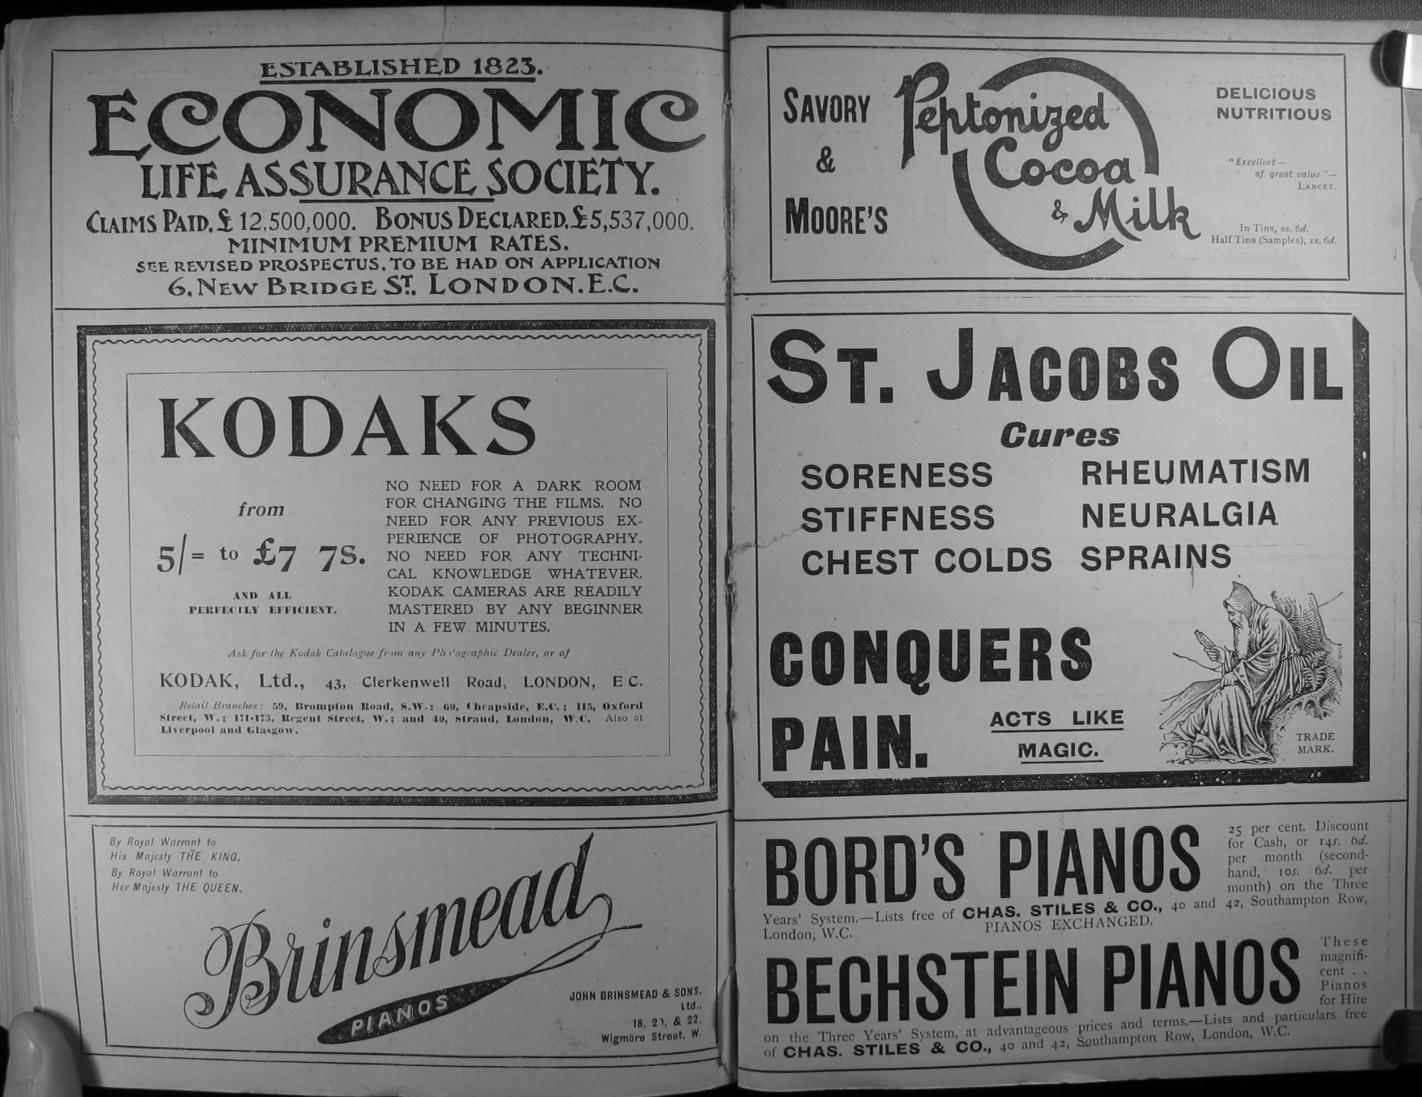 ESTABLISHED 1823.
ECONOMIC
LIFE ASSURANCE SOCIETY.
CLAIMS PAID, £12,500,000. BONUS DECLARED, £5,537,000.
MINIMUM PREMIUM RATES.
SEE REVISED PROSPECTUS, TO BE HAD ON APPLICATION
6, NEW BRIDGE ST. LONDON. E.C.
KODAKS
from
5/= to £7 7s.
AND ALL
PERFECTLY EFFICIENT.
NO NEED FOR A DARK ROOM
FOR CHANGING THE FILMS. NO
NEED FOR ANY PREVIOUS EX-
PERIENCE OF PHOTOGRAPHY.
NO NEED FOR ANY TECHNI-
CAL KNOWLEDGE WHATEVER.
KODAK CAMERAS ARE READILY
MASTERED BY ANY BEGINNER
IN A FEW MINUTES.
Ask for the Kodak Catalogue from any Photographic Dealer, or of
KODAK, Ltd., 43, Clerkenwell Road, LONDON, E C.
Retail Branches: 59, Brompton Road, S.W.; 60, Cheapside, E.C.; 115, Oxford
Street, W.; 171-173, Regent Street, W.; and 40, Strand, London, W.C. Also at
Liverpool and Glasgow.
By Royal Warrant to
His Majesty THE KING.
By Royal Warrant to
Her Majesty THE QUEEN.
Brinsmead
PIANOS
JOHN BRINSMEAD & SONS,
Ltd.,
18, 20, & 22,
Wigmore Street, W.
SAVORY
&
MOORE'S
Peptonized
Cocoa
& Milk
DELICIOUS
NUTRITIOUS
"Excellent—
of great value"—
LANCET.
In Tins, 2s. 6d.
Half Tins (Samples), 1s. 6d.
ST. JACOBS OIL
Cures
SORENESS RHEUMATISM
STIFFNESS NEURALGIA
CHEST COLDS SPRAINS
CONQUERS
PAIN.
ACTS LIKE
MAGIC.
TRADE
MARK.
BORD'S PIANOS
25 per cent. Discount
for Cash, or 14s. 6d.
per month (second-
hand, 10s. 6d. per
month) on the Three
Years' System.—Lists free of CHAS. STILES & CO., 40 and 42, Southampton Row,
London, W.C. PIANOS EXCHANGED.
BECHSTEIN PIANOS
These
magnifi-
cent . .
Pianos
for Hire
on the Three Years' System, at advantageous prices and terms.—Lists and particulars free
of CHAS. STILES & CO., 40 and 42, Southampton Row, London, W.C.